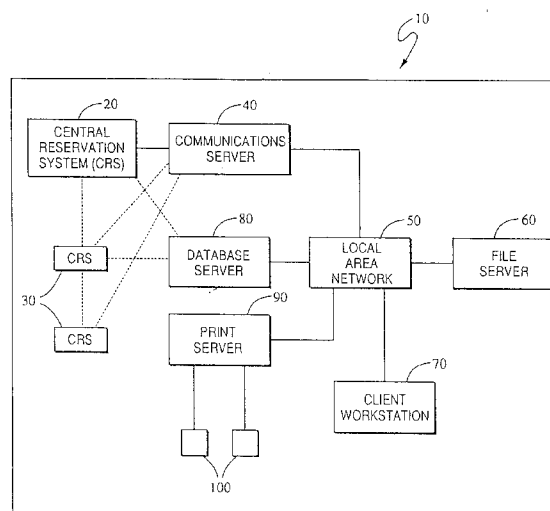 10
20
CENTRAL
RESERVATION
SYSTEM (CRS)
40
COMMUNICATIONS
SERVER
80
DATABASE
SERVER
50
LOCAL
AREA
NETWORK
60
FILE
SERVER
CRS
30
CRS
90
PRINT
SERVER
70
CLIENT
WORKSTATION
100